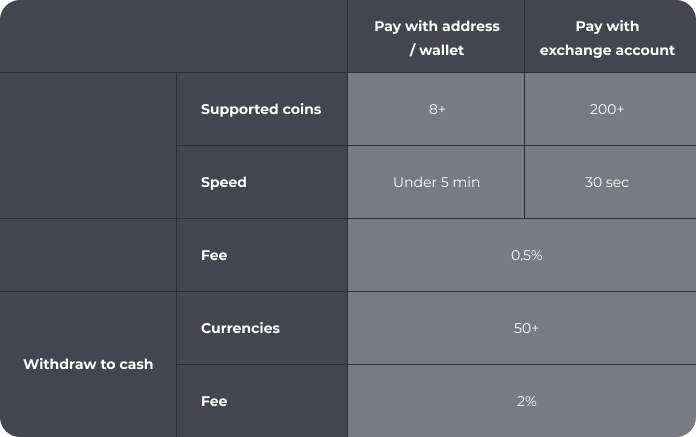 Pay with address
/ wallet
Pay with
exchange account
Supported coins
8+
200+
Speed
Under 5 min
30 sec
Fee
0.5%
Withdraw to cash
Currencies
50+
Fee
2%